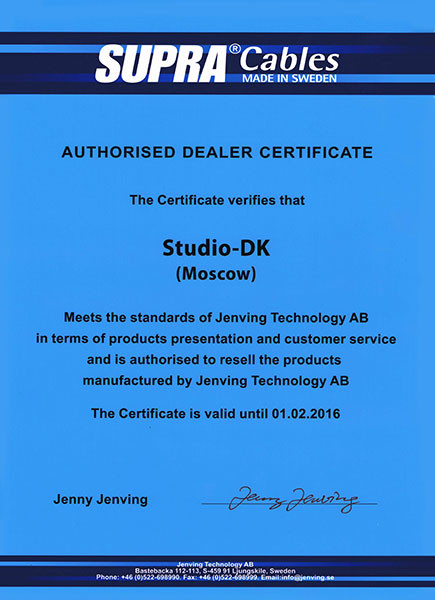 SUPRA® Cables
MADE IN SWEDEN
AUTHORISED DEALER CERTIFICATE
The Certificate verifies that
Studio-DK
(Moscow)
Meets the standards of Jenving Technology AB
in terms of products presentation and customer service
and is authorised to resell the products
manufactured by Jenving Technology AB
The Certificate is valid until 01.02.2016
Jenny Jenving Jenny Jenving
Jenving Technology AB
Bastebacka 112-113, S-459 91 Ljungskile, Sweden
Phone: +46 (0)522-698990. Fax: +46 (0)522-698999. Email:info@jenving.se